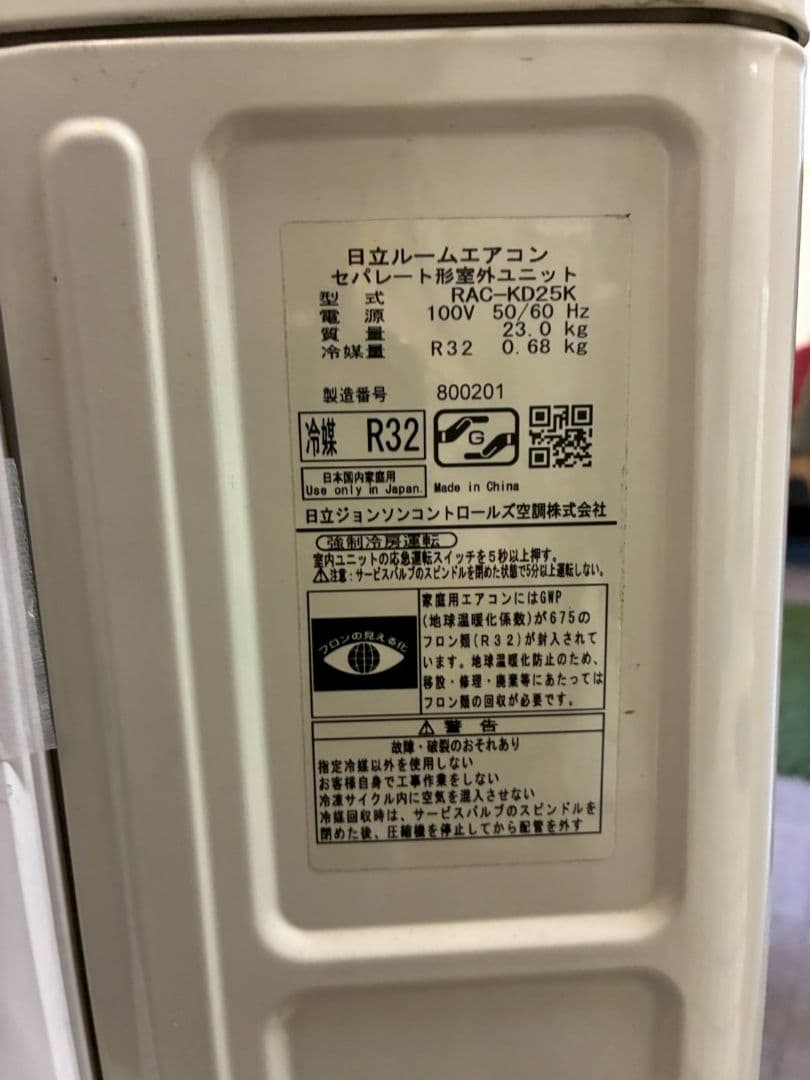 日立ルームエアコン
セパレート形室外ユニット
型 式 RAC-KD25K
電 源 100V 50/60 Hz
質 量 23.0 kg
冷媒量 R32 0.68 kg
製造番号 800201
冷媒 R32
G
日本国内家庭用
Use only in Japan.
Made in China
日立ジョンソンコントロールズ空調株式会社
強制冷房運転
室内ユニットの応急運転スイッチを5秒以上押す。
⚠注意:サービスバルブのスピンドルを閉めた状態で5分以上運転しない。
フロンの見える化
家庭用エアコンにはGWP
(地球温暖化係数)が675の
フロン類(R32)が封入されて
います。地球温暖化防止のため、
移設・修理・廃棄等にあたっては
フロン類の回収が必要です。
⚠警 告
故障・破裂のおそれあり
指定冷媒以外を使用しない
お客様自身で工事作業をしない
冷凍サイクル内に空気を混入させない
冷媒回収時は、サービスバルブのスピンドルを
閉めた後、圧縮機を停止してから配管を外す